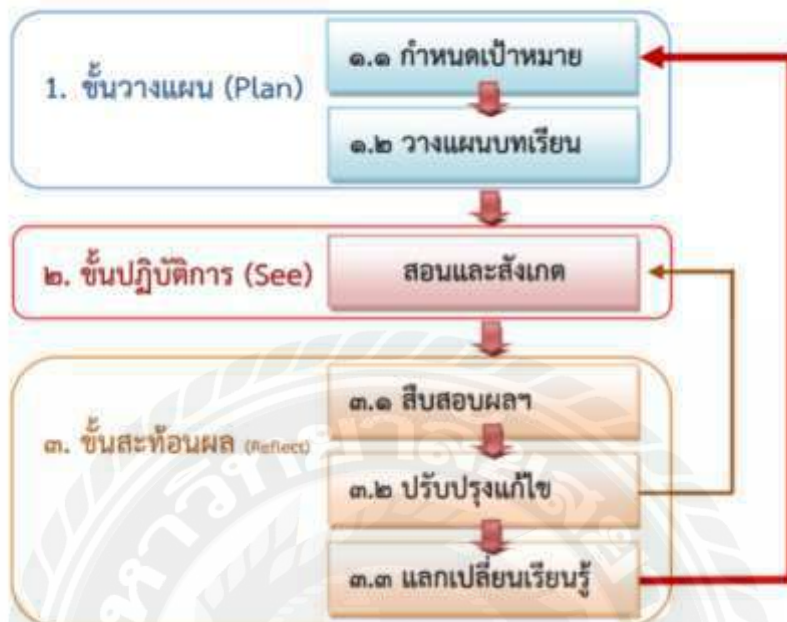 ๑.๑ กำหนดเป้าหมาย
1. ขั้นวางแผน (Plan)
๑.๒ วางแผนบทเรียน
๒. ขั้นปฏิบัติการ (See)
สอนและสังเกต
๓.๑ สืบสอบผลฯ
๓. ขั้นสะท้อนผล (Reflect)
๓.๒ ปรับปรุงแก้ไข
๓.๓ แลกเปลี่ยนเรียนรู้